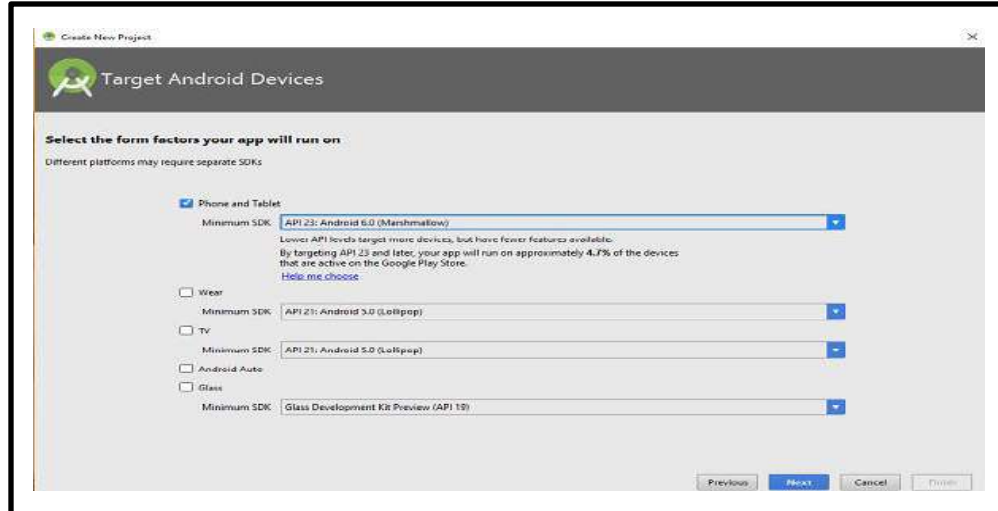 Create New Project
Target Android Devices
Select the form factors your app will run on
Different platforms may require separate SDKs
Phone and Tablet
Minimum SDK API 23: Android 6.0 (Marshmallow)
Lower API levels target more devices, but have fewer features available.
By targeting API 23 and later, your app will run on approximately 4.7% of the devices
that are active on the Google Play Store.
Help me choose
Wear
Minimum SDK API 21: Android 5.0 (Lollipop)
TV
Minimum SDK API 21: Android 5.0 (Lollipop)
Android Auto
Glass
Minimum SDK Glass Development Kit Preview (API 19)
Previous Next Cancel Finish